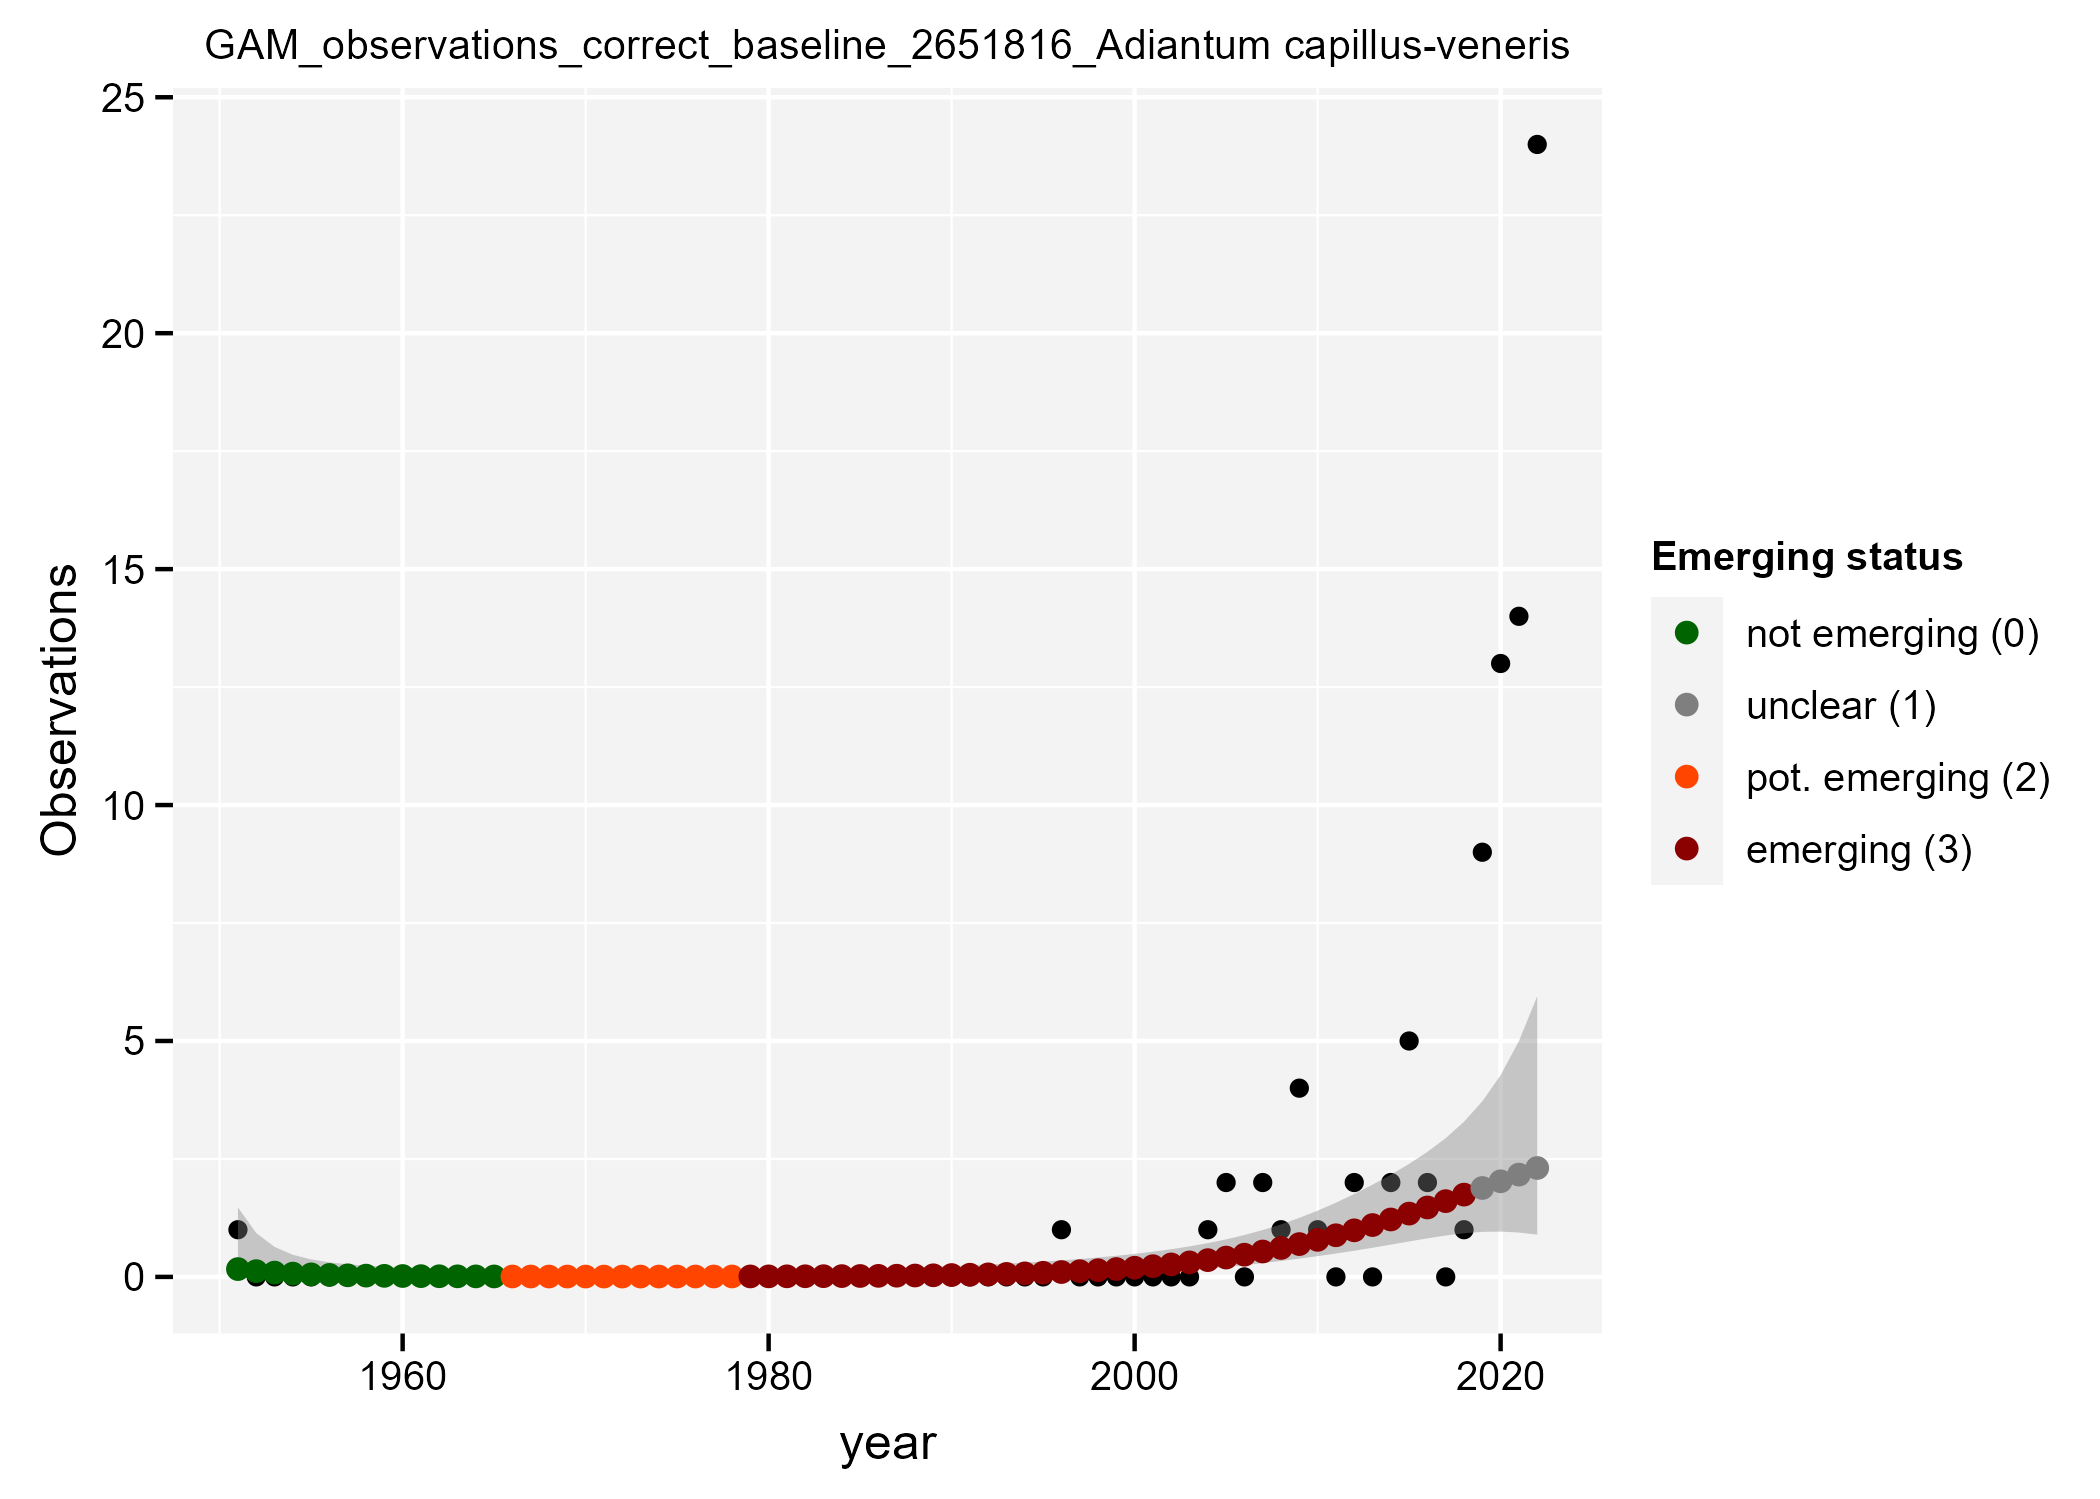 GAM_observations_correct_baseline_2651816_Adiantum capillus-veneris
25
20
15
10
5
0
Observations
1960
1980
2000
2020
year
Emerging status
not emerging (0)
unclear (1)
pot. emerging (2)
emerging (3)